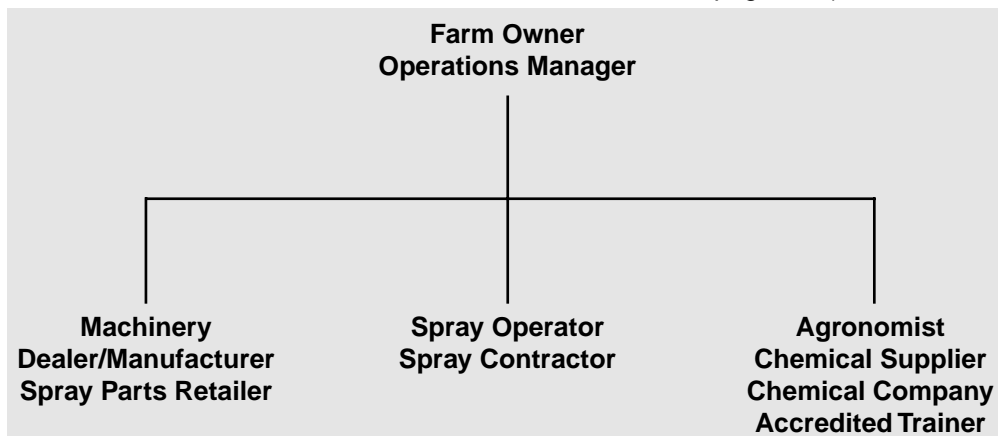 Farm Owner
Operations Manager
Machinery
Dealer/Manufacturer
Spray Parts Retailer
Spray Operator
Spray Contractor
Agronomist
Chemical Supplier
Chemical Company
Accredited Trainer